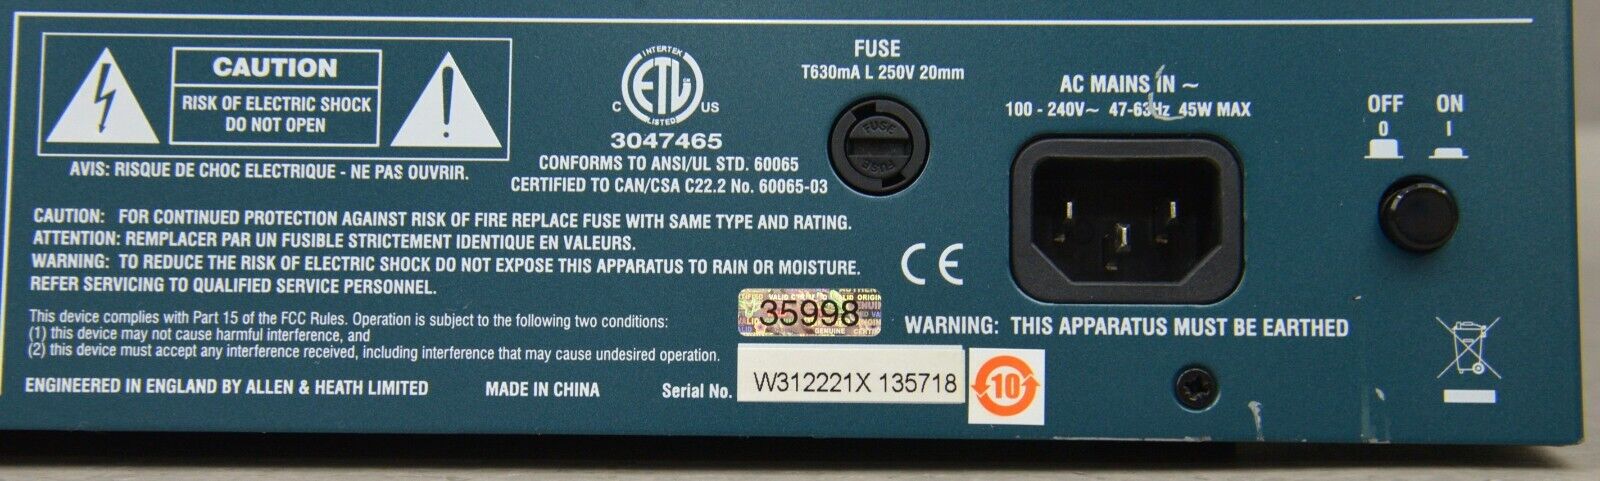 CAUTION
RISK OF ELECTRIC SHOCK
DO NOT OPEN
AVIS: RISQUE DE CHOC ELECTRIQUE - NE PAS OUVRIR.
INTERTEK
C ETL CM US
LISTED
3047465
CONFORMS TO ANSI/UL STD. 60065
CERTIFIED TO CAN/CSA C22.2 No. 60065-03
FUSE
T630mA L 250V 20mm
FUSE
FUSE
AC MAINS IN ~
100 - 240V~ 47-63Hz 45W MAX
OFF ON
0 I
CAUTION: FOR CONTINUED PROTECTION AGAINST RISK OF FIRE REPLACE FUSE WITH SAME TYPE AND RATING.
ATTENTION: REMPLACER PAR UN FUSIBLE STRICTEMENT IDENTIQUE EN VALEURS.
WARNING: TO REDUCE THE RISK OF ELECTRIC SHOCK DO NOT EXPOSE THIS APPARATUS TO RAIN OR MOISTURE.
REFER SERVICING TO QUALIFIED SERVICE PERSONNEL.
CE
This device complies with Part 15 of the FCC Rules. Operation is subject to the following two conditions:
(1) this device may not cause harmful interference, and
(2) this device must accept any interference received, including interference that may cause undesired operation.
35998
GENUINE
WARNING: THIS APPARATUS MUST BE EARTHED
ENGINEERED IN ENGLAND BY ALLEN & HEATH LIMITED MADE IN CHINA Serial No. W312221X 135718
10